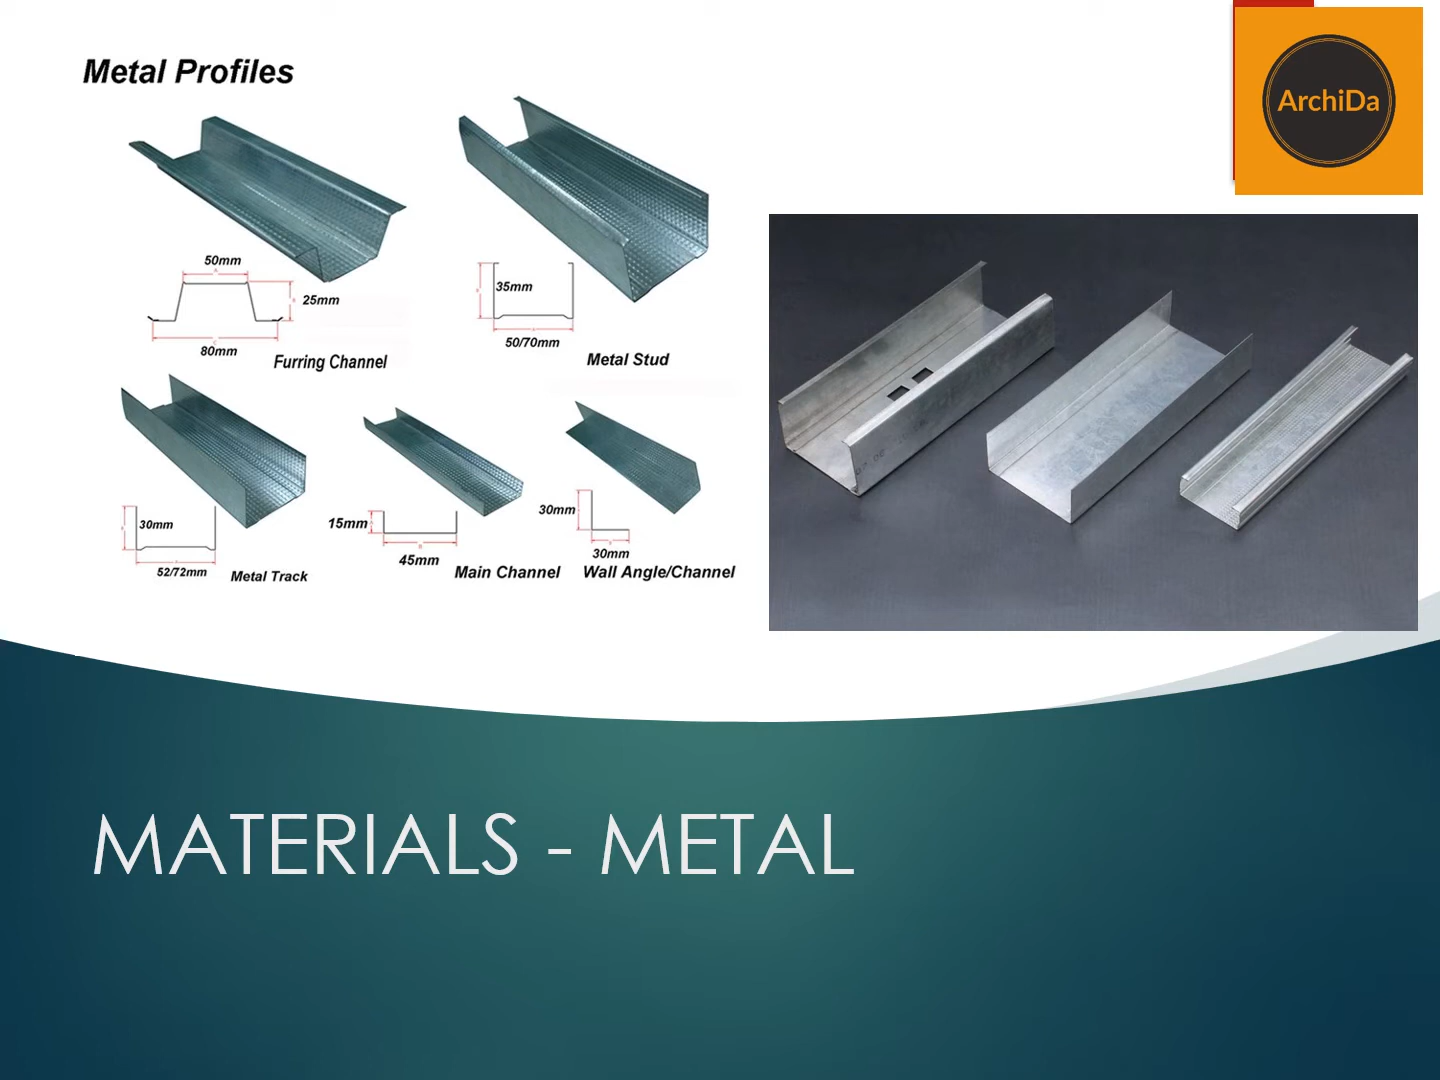 Metal Profiles
ArchiDa
50mm
25mm
80mm
Furring Channel
35mm
50/70mm
Metal Stud
30mm
52/72mm
Metal Track
15mm
45mm
Main Channel
30mm
30mm
Wall Angle/Channel
MATERIALS - METAL